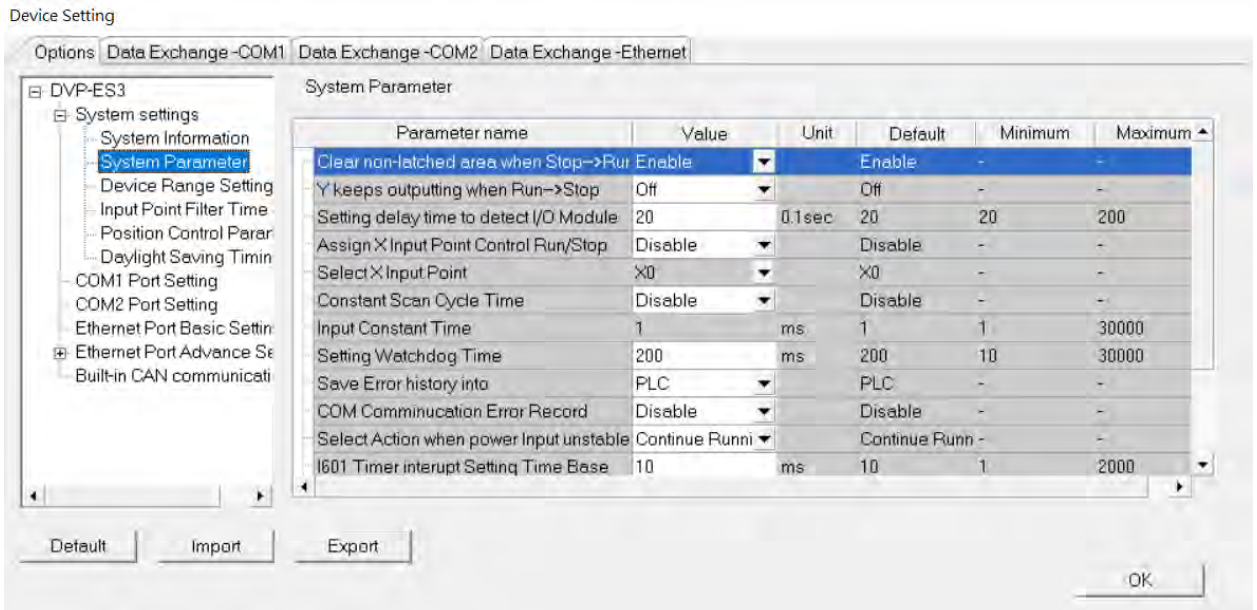 Device Setting
Options Data Exchange -COM1 Data Exchange -COM2 Data Exchange -Ethernet
DVP-ES3
System settings
System Information
System Parameter
Device Range Setting
Input Point Filter Time
Position Control Parar
Daylight Saving Timin
COM1 Port Setting
COM2 Port Setting
Ethernet Port Basic Settin
Ethernet Port Advance Se
Built-in CAN communicati
System Parameter
Parameter name Value Unit Default Minimum Maximum
Clear non-latched area when Stop->Rur Enable Enable - -
Y keeps outputting when Run->Stop Off Off - -
Setting delay time to detect I/O Module 20 0.1sec 20 20 200
Assign X Input Point Control Run/Stop Disable Disable - -
Select X Input Point X0 X0 - -
Constant Scan Cycle Time Disable Disable - -
Input Constant Time 1 ms 1 1 30000
Setting Watchdog Time 200 ms 200 10 30000
Save Error history into PLC PLC - -
COM Comminucation Error Record Disable Disable - -
Select Action when power Input unstable Continue Runni Continue Runn - -
I601 Timer interupt Setting Time Base 10 ms 10 1 2000
Default Import Export
OK